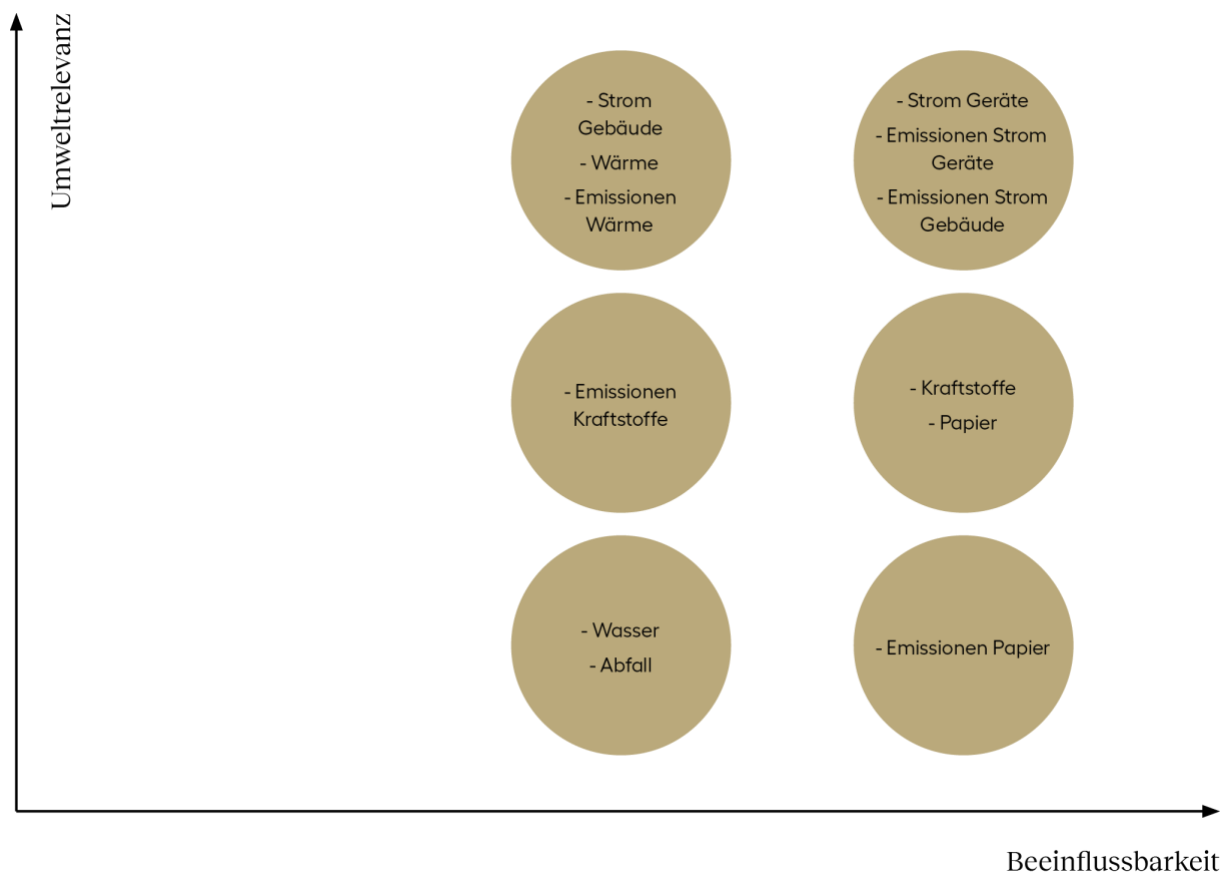 Umweltrelevanz
- Strom
Gebäude
- Wärme
- Emissionen
Wärme
- Strom Geräte
- Emissionen Strom
Geräte
- Emissionen Strom
Gebäude
- Emissionen
Kraftstoffe
- Kraftstoffe
- Papier
- Wasser
- Abfall
- Emissionen Papier
Beeinflussbarkeit